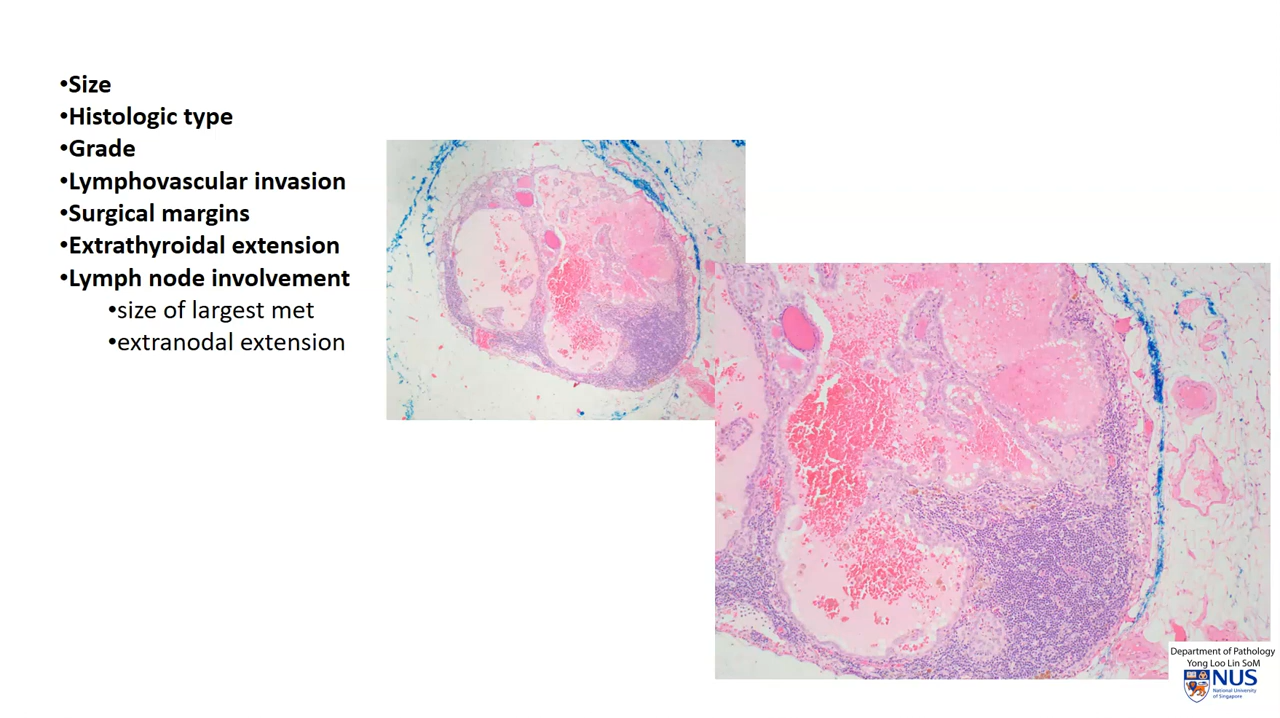 •Size
•Histologic type
•Grade
•Lymphovascular invasion
•Surgical margins
•Extrathyroidal extension
•Lymph node involvement
•size of largest met
•extranodal extension
Department of Pathology
Yong Loo Lin SoM
NUS
National University
of Singapore